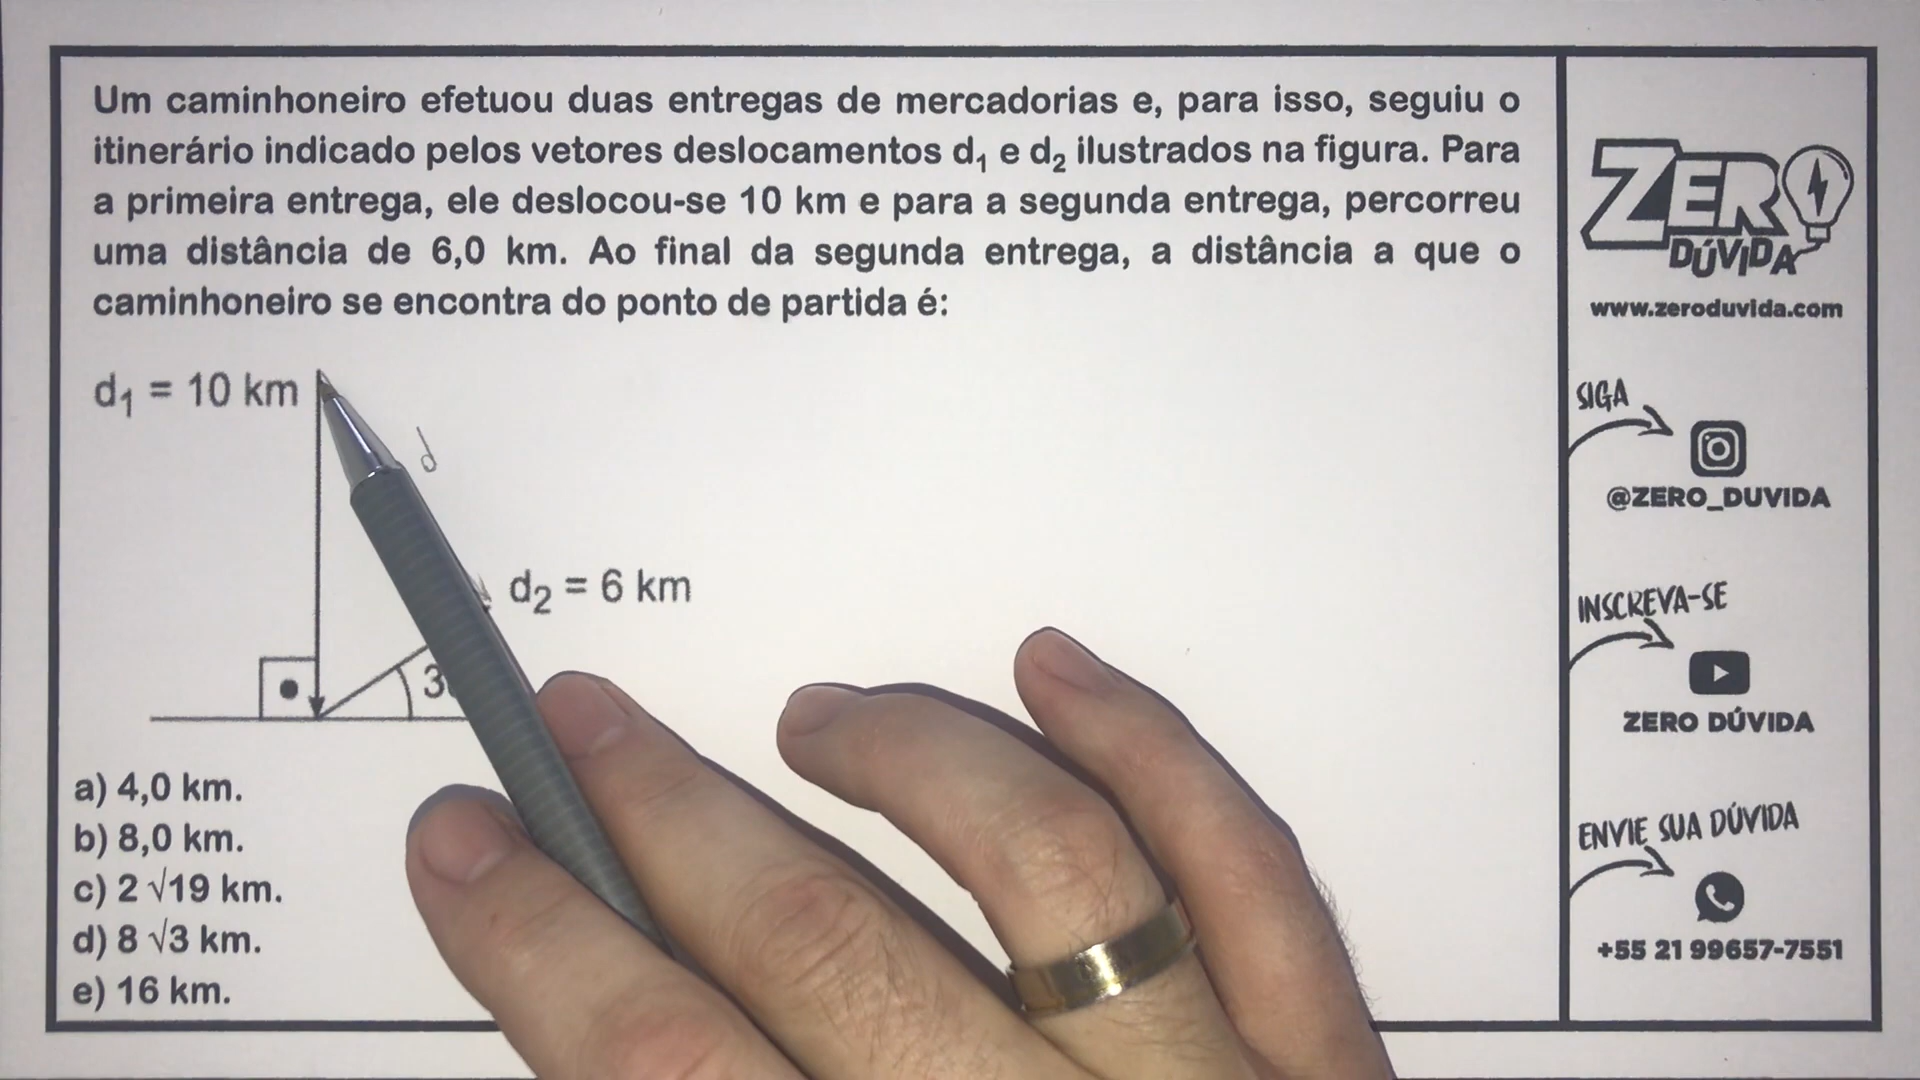 Um caminhoneiro efetuou duas entregas de mercadorias e, para isso, seguiu o
itinerário indicado pelos vetores deslocamentos d₁ e d₂ ilustrados na figura. Para
a primeira entrega, ele deslocou-se 10 km e para a segunda entrega, percorreu
uma distância de 6,0 km. Ao final da segunda entrega, a distância a que o
caminhoneiro se encontra do ponto de partida é:
d₁ = 10 km
d
d₂ = 6 km
a) 4,0 km.
b) 8,0 km.
c) 2 √19 km.
d) 8 √3 km.
e) 16 km.
ZERO
DÚVIDA
www.zeroduvida.com
SIGA
@ZERO_DUVIDA
INSCREVA-SE
ZERO DÚVIDA
ENVIE SUA DÚVIDA
+55 21 99657-7551